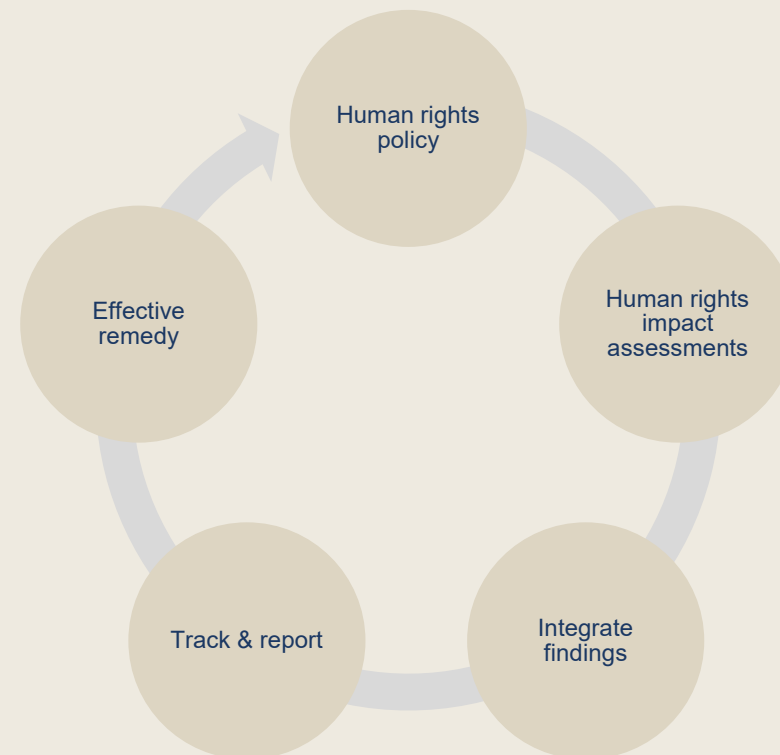 Human rights
policy
Human rights
impact
assessments
Integrate
findings
Track & report
Effective
remedy